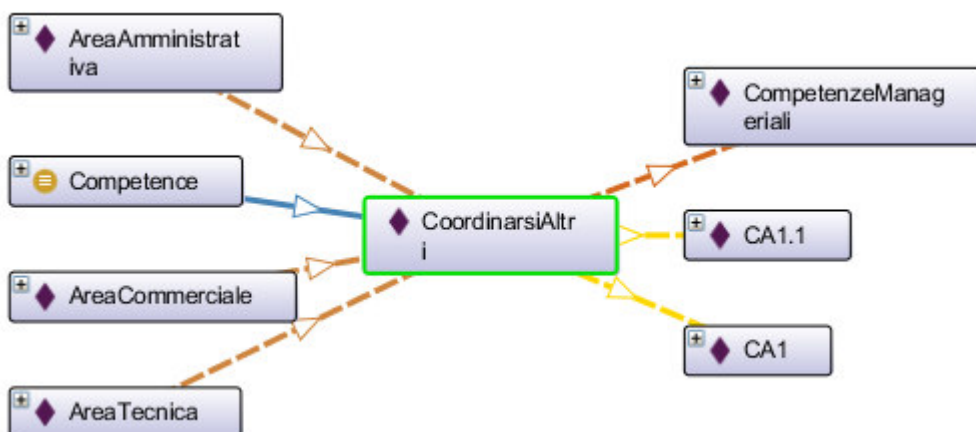 AreaAmministrat
iva
Competence
AreaCommerciale
AreaTecnica
CoordinarsiAltr
i
CompetenzeManag
eriali
CA1.1
CA1